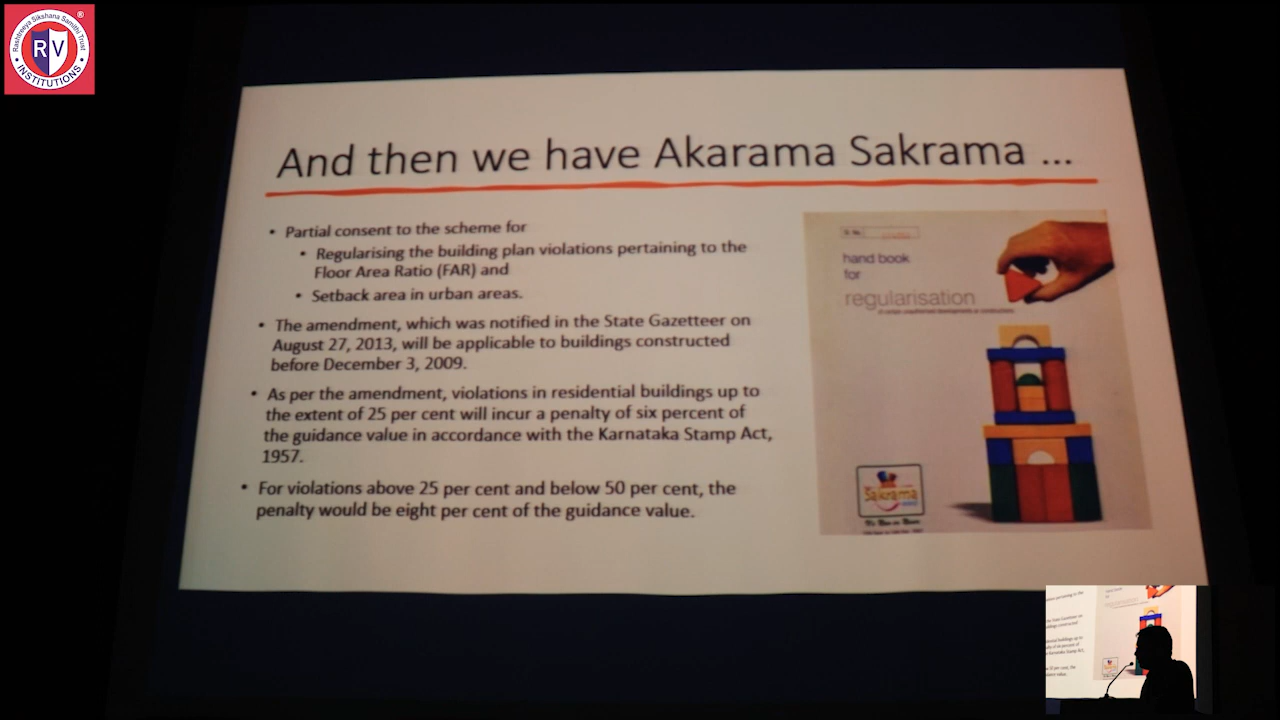 Rashtreeya Sikshana Samithi Trust
RV
INSTITUTIONS
®
And then we have Akarama Sakrama ...
• Partial consent to the scheme for
• Regularising the building plan violations pertaining to the
Floor Area Ratio (FAR) and
• Setback area in urban areas.
• The amendment, which was notified in the State Gazetteer on
August 27, 2013, will be applicable to buildings constructed
before December 3, 2009.
• As per the amendment, violations in residential buildings up to
the extent of 25 per cent will incur a penalty of six percent of
the guidance value in accordance with the Karnataka Stamp Act,
1957.
• For violations above 25 per cent and below 50 per cent, the
penalty would be eight per cent of the guidance value.
hand book
for
regularisation
Sakrama